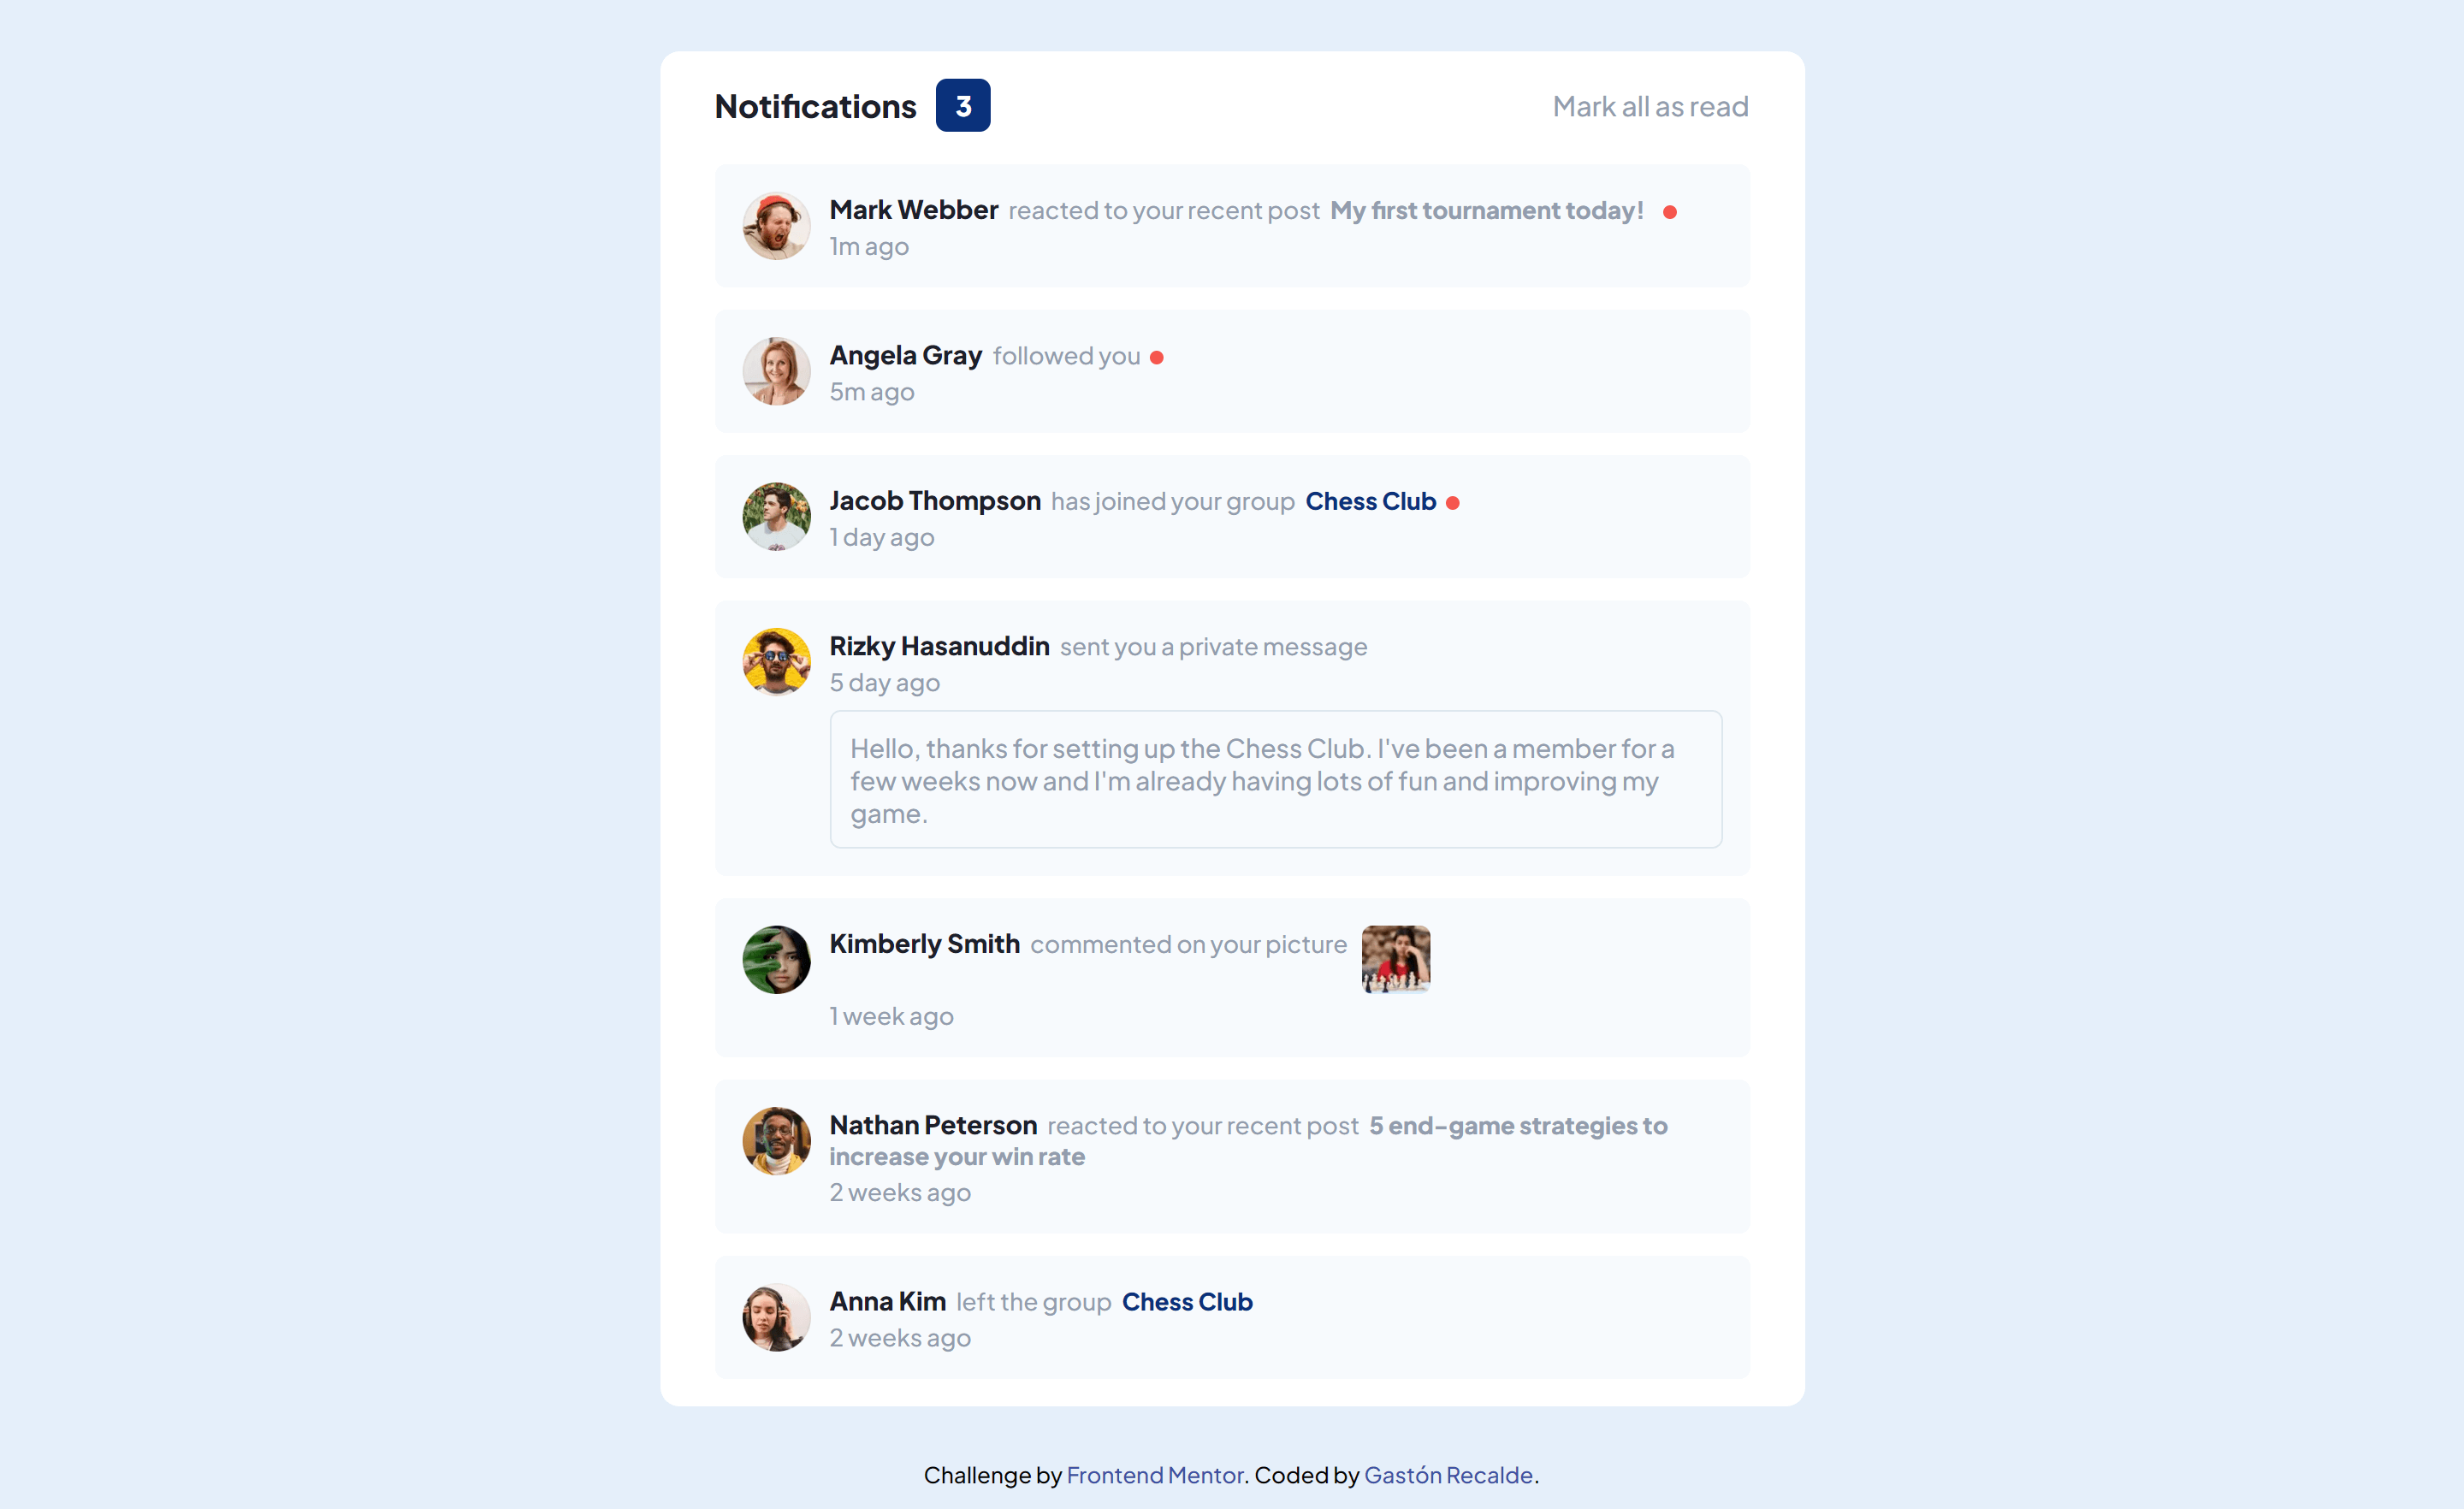 Notifications 3 Mark all as read
Mark Webber reacted to your recent post My first tournament today!
1m ago
Angela Gray followed you
5m ago
Jacob Thompson has joined your group Chess Club
1 day ago
Rizky Hasanuddin sent you a private message
5 day ago
Hello, thanks for setting up the Chess Club. I've been a member for a
few weeks now and I'm already having lots of fun and improving my
game.
Kimberly Smith commented on your picture
1 week ago
Nathan Peterson reacted to your recent post 5 end-game strategies to
increase your win rate
2 weeks ago
Anna Kim left the group Chess Club
2 weeks ago
Challenge by Frontend Mentor. Coded by Gastón Recalde.